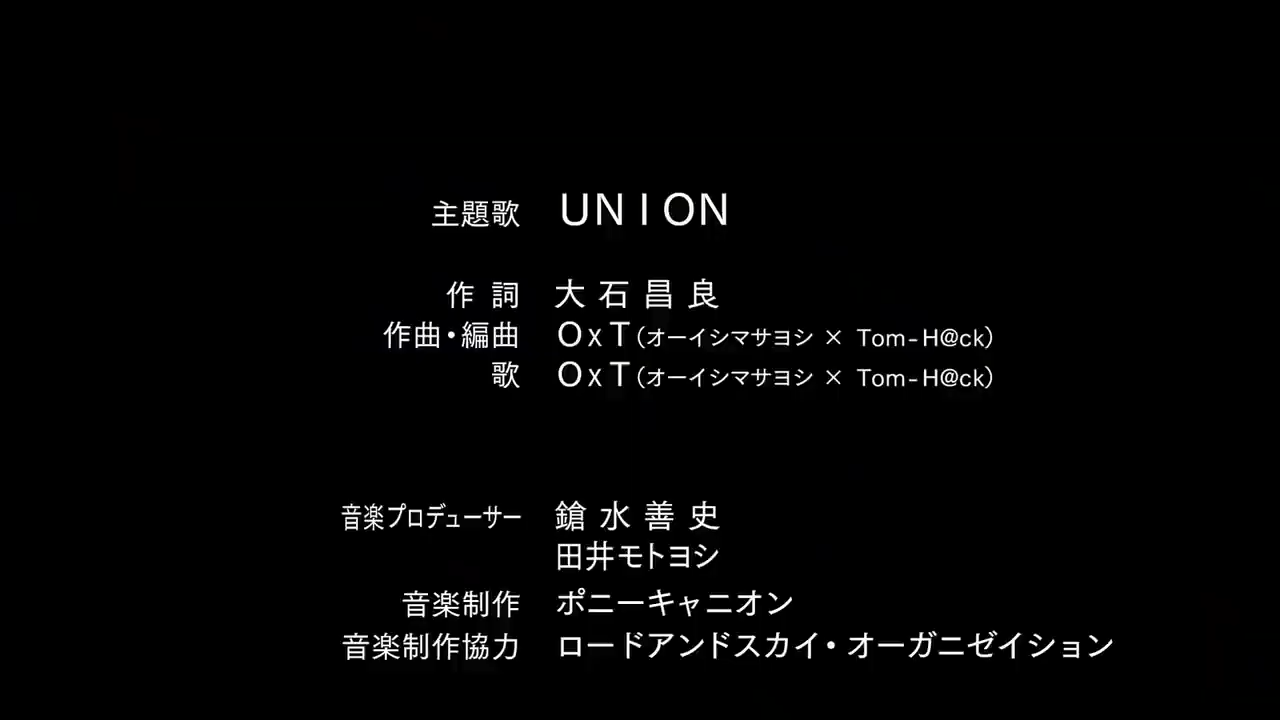 主題歌 UNION
作詞 大石昌良
作曲・編曲 OxT（オーイシマサヨシ × Tom-H@ck）
歌 OxT（オーイシマサヨシ × Tom-H@ck）
音楽プロデューサー 鎗水善史
田井モトヨシ
音楽制作 ポニーキャニオン
音楽制作協力 ロードアンドスカイ・オーガニゼイション